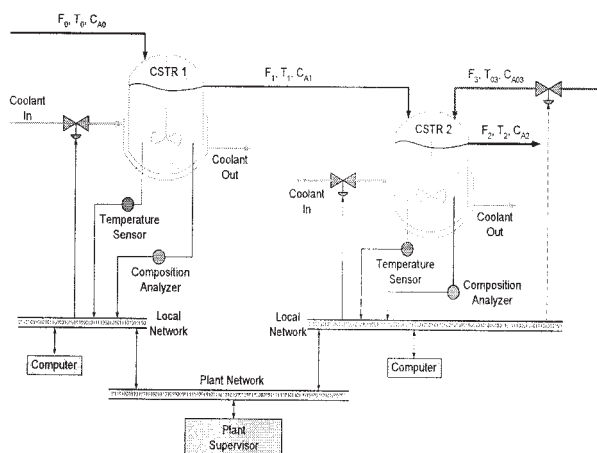 F0, T0, CA0
CSTR 1
F1, T1, CA1
F3, T03, CA03
Coolant
In
CSTR 2
F2, T2, CA2
Coolant
Out
Coolant
In
Coolant
Out
Temperature
Sensor
Temperature
Sensor
Composition
Analyzer
Composition
Analyzer
Local
Network
Local
Network
Computer
Computer
Plant Network
Plant
Supervisor